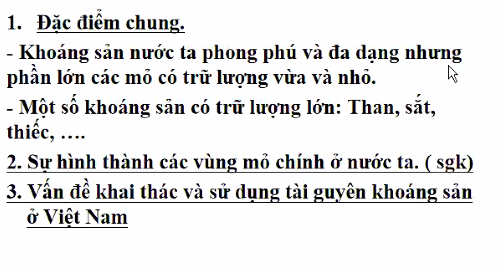 1. Đặc điểm chung.
- Khoáng sản nước ta phong phú và đa dạng nhưng
phần lớn các mỏ có trữ lượng vừa và nhỏ.
- Một số khoáng sản có trữ lượng lớn: Than, sắt,
thiếc, ….
2. Sự hình thành các vùng mỏ chính ở nước ta. ( sgk)
3. Vấn đề khai thác và sử dụng tài guyên khoáng sản
ở Việt Nam